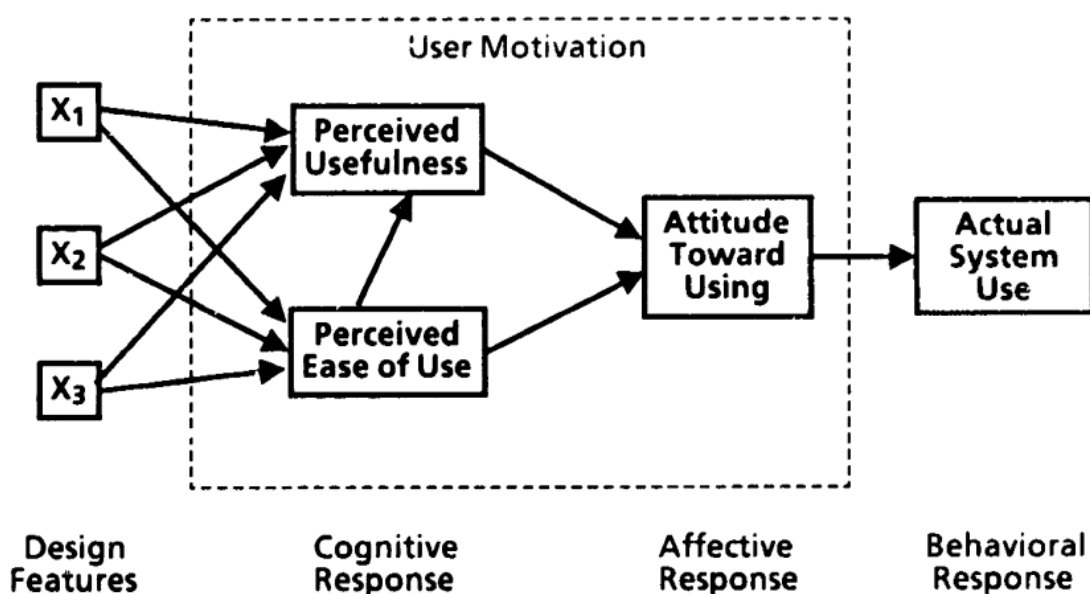 User Motivation
X1
Perceived
Usefulness
X2
Attitude
Toward
Using
Actual
System
Use
Perceived
Ease of Use
X3
Design
Features
Cognitive
Response
Affective
Response
Behavioral
Response